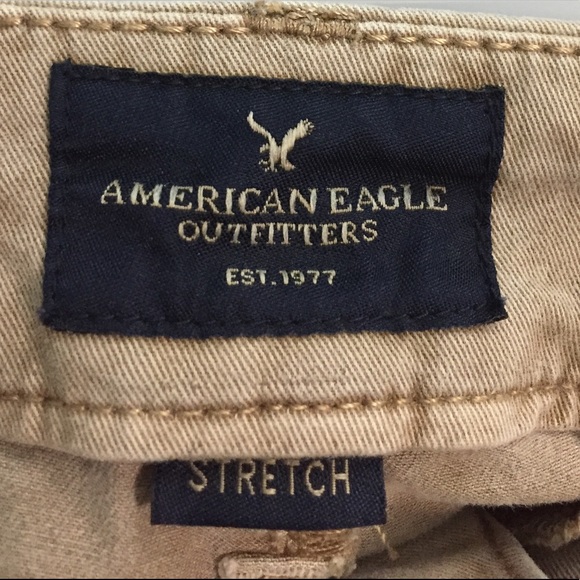 AMERICAN EAGLE
OUTFITTERS
EST. 1977
STRETCH